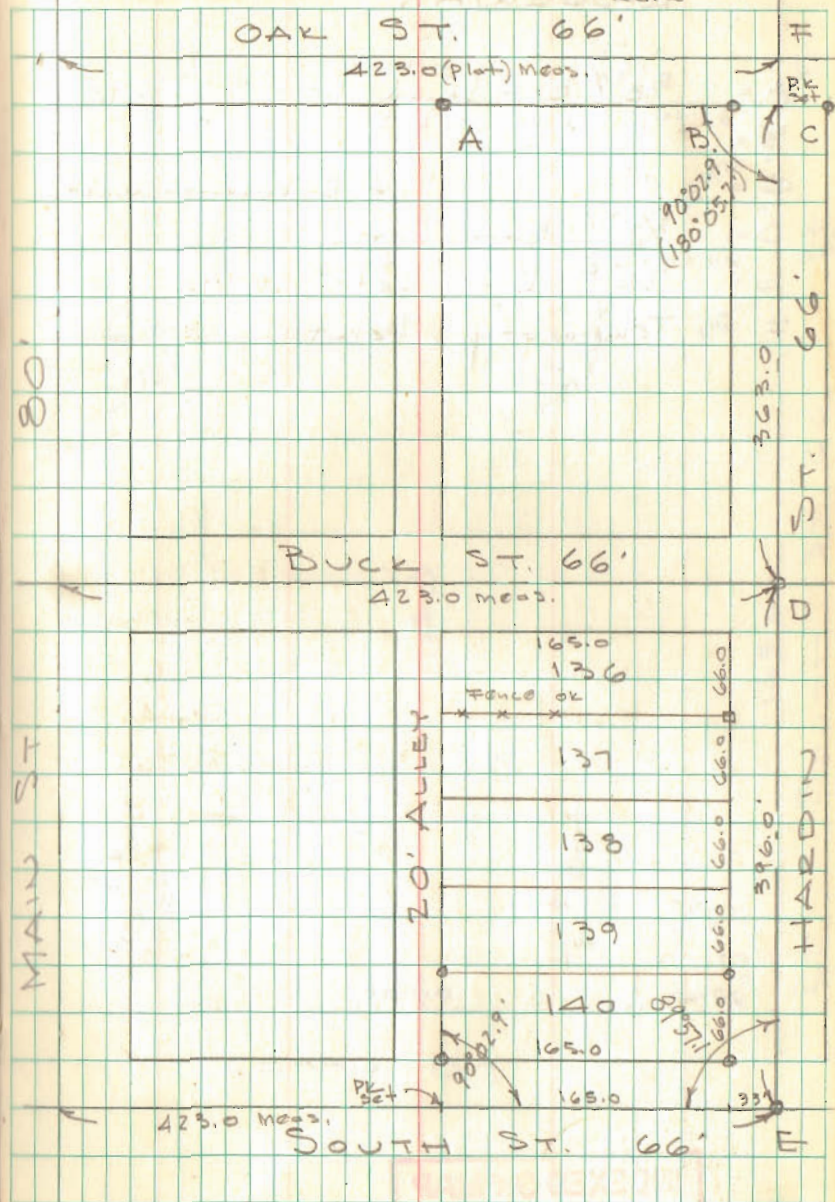 OAK ST. 66'
F
423.0 (Plat) Meas.
P.K. set
A
B
C
90°02.9'
(180°05.7')
80'
66'
363.0
ST.
BUCK ST. 66'
423.0 meas.
D
165.0
136
66.0
Fence ok
137
66.0
20' ALLEY
138
66.0
396.0'
HARDIN
MAIN ST
139
66.0
140
66.0
90°02.9'
89°57.1'
165.0
PK set
165.0
33'
423.0 meas.
SOUTH ST. 66'
E